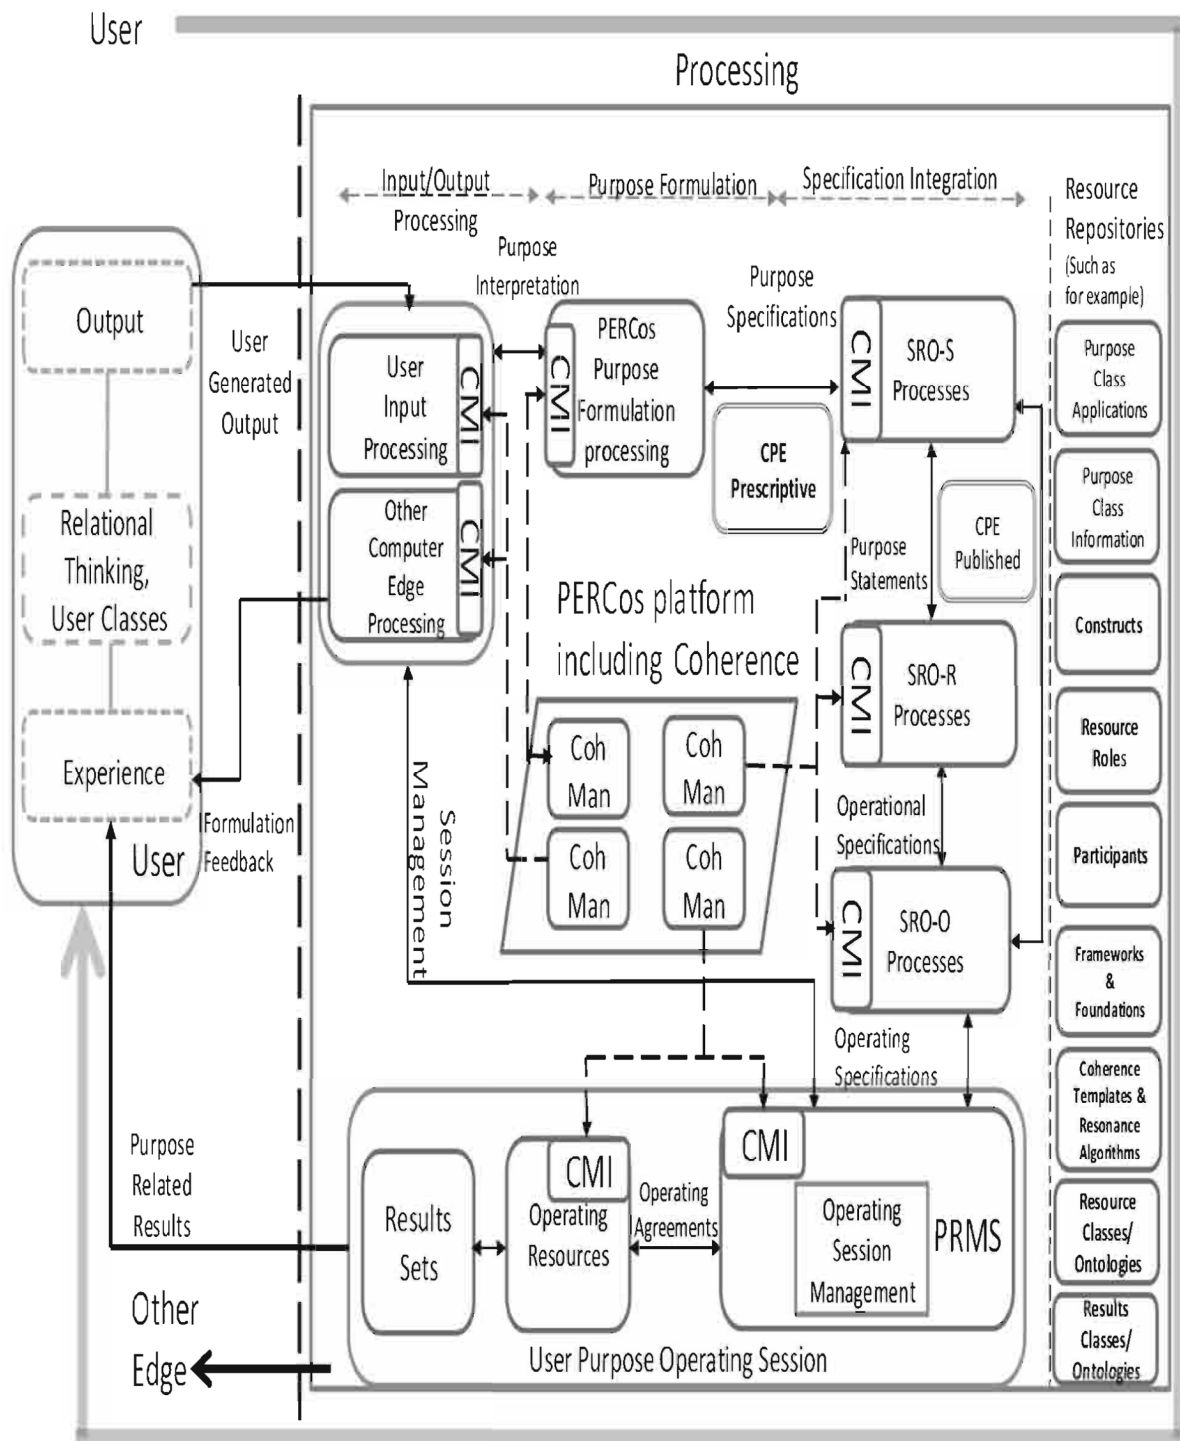 User
Processing
Input/Output
Processing
Purpose Formulation
Specification Integration
Resource
Repositories
(Such as
for example)
Output
User
Generated
Output
Relational
Thinking,
User Classes
Experience
User
Formulation
Feedback
Purpose
Interpretation
User
Input
Processing
CMI
Other
Computer
Edge
Processing
CMI
CMI
PERCos
Purpose
Formulation
processing
Purpose
Specifications
CPE
Prescriptive
CMI
SRO-S
Processes
Purpose
Statements
CPE
Published
PERCos platform
including Coherence
Coh
Man
Coh
Man
Coh
Man
Coh
Man
CMI
SRO-R
Processes
Operational
Specifications
CMI
SRO-O
Processes
Operating
Specifications
Session
Management
Purpose
Related
Results
Results
Sets
CMI
Operating
Resources
Operating
Agreements
CMI
Operating
Session
Management
PRMS
User Purpose Operating Session
Other
Edge
Purpose
Class
Applications
Purpose
Class
Information
Constructs
Resource
Roles
Participants
Frameworks
&
Foundations
Coherence
Templates &
Resonance
Algorithms
Resource
Classes/
Ontologies
Results
Classes/
Ontologies